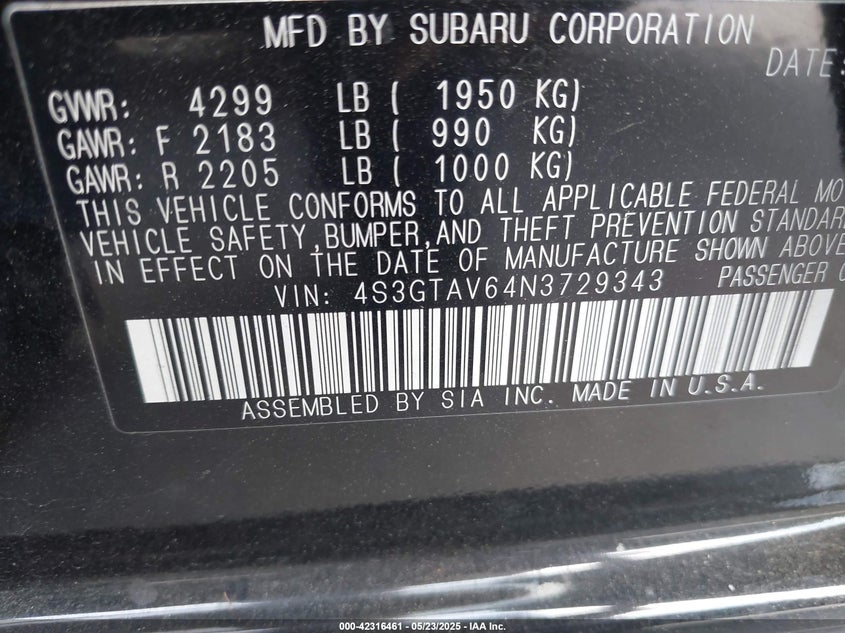 MFD BY SUBARU CORPORATION
DATE:
GVWR: 4299 LB ( 1950 KG)
GAWR: F 2183 LB ( 990 KG)
GAWR: R 2205 LB ( 1000 KG)
THIS VEHICLE CONFORMS TO ALL APPLICABLE FEDERAL MO
VEHICLE SAFETY, BUMPER, AND THEFT PREVENTION STANDAR
IN EFFECT ON THE DATE OF MANUFACTURE SHOWN ABOVE
VIN: 4S3GTAV64N3729343 PASSENGER C
ASSEMBLED BY SIA INC. MADE IN U.S.A.
000-42316461 - 05/23/2025 - IAA Inc.